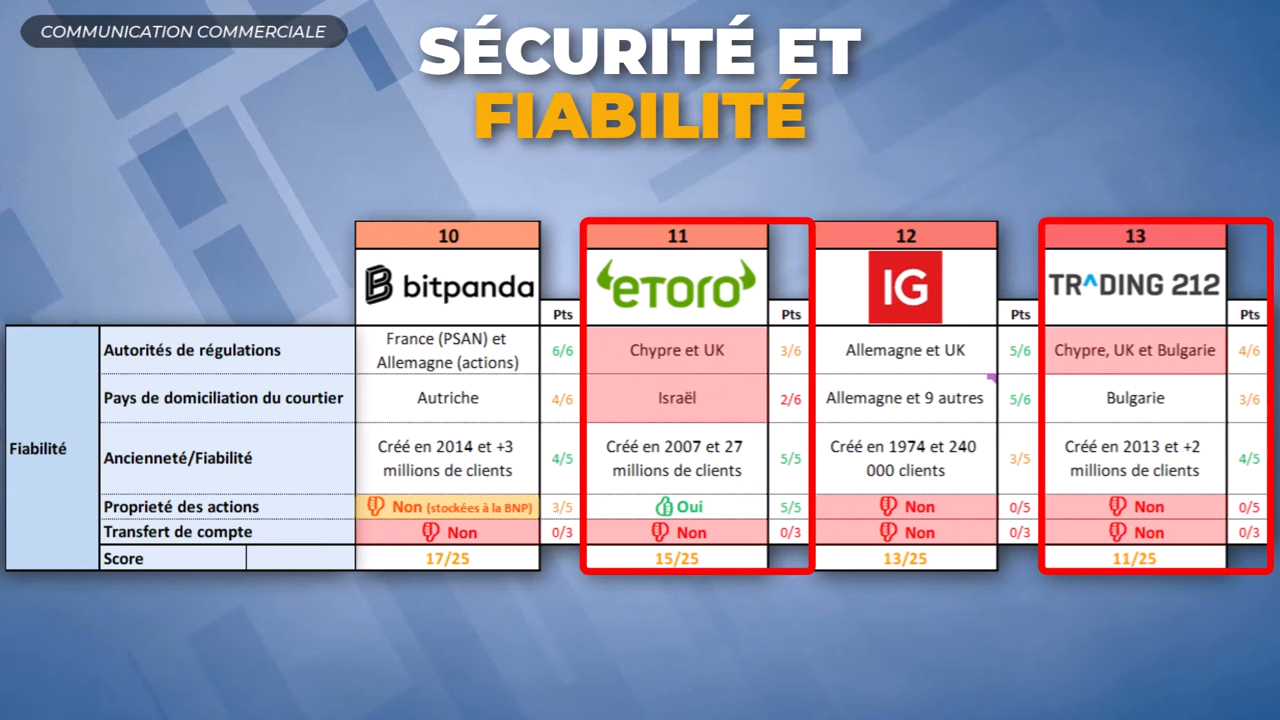 COMMUNICATION COMMERCIALE
SÉCURITÉ ET
FIABILITÉ
10
11
12
13
bitpanda
Pts
eTORO
Pts
IG
Pts
TRADING 212
Pts
Fiabilité
Autorités de régulations
France (PSAN) et
Allemagne (actions)
6/6
Chypre et UK
3/6
Allemagne et UK
5/6
Chypre, UK et Bulgarie
4/6
Pays de domiciliation du courtier
Autriche
4/6
Israël
2/6
Allemagne et 9 autres
5/6
Bulgarie
3/6
Ancienneté/Fiabilité
Créé en 2014 et +3
millions de clients
4/5
Créé en 2007 et 27
millions de clients
5/5
Créé en 1974 et 240
000 clients
3/5
Créé en 2013 et +2
millions de clients
4/5
Proprieté des actions
Non (stockées à la BNP)
3/5
Oui
5/5
Non
0/5
Non
0/5
Transfert de compte
Non
0/3
Non
0/3
Non
0/3
Non
0/3
Score
17/25
15/25
13/25
11/25